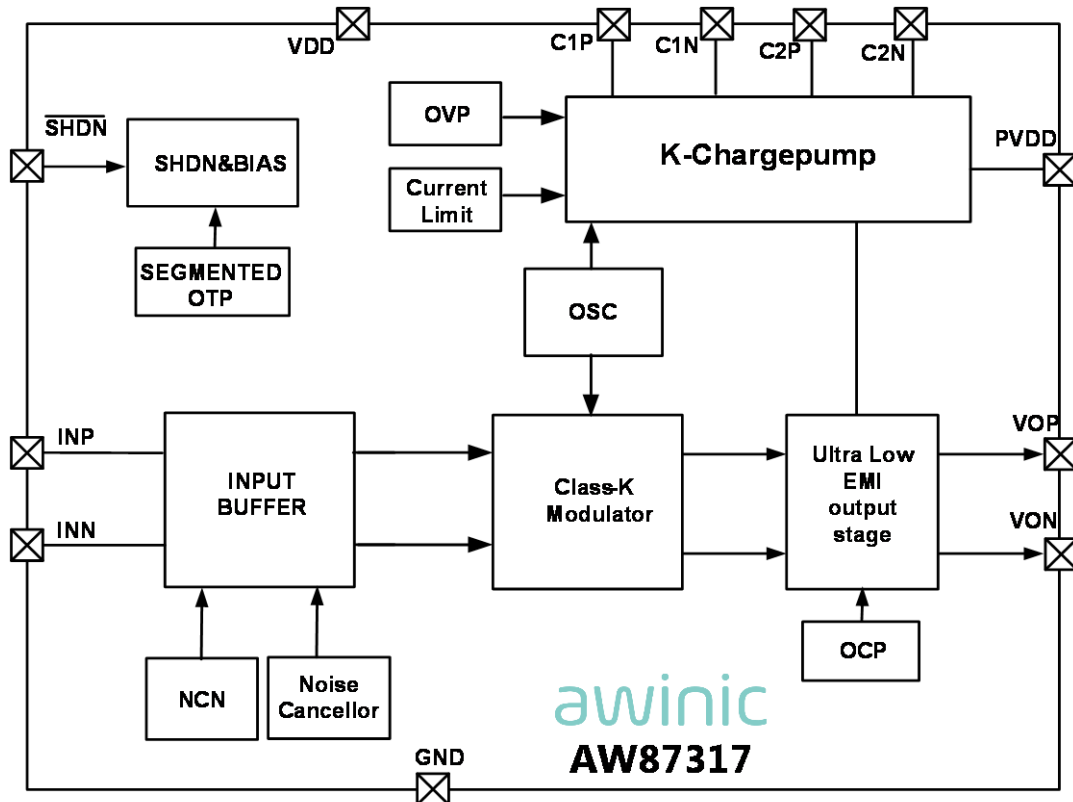 VDD
C1P
C1N
C2P
C2N
SHDN
SHDN&BIAS
OVP
K-Chargepump
PVDD
Current
Limit
SEGMENTED
OTP
OSC
INP
INPUT
BUFFER
INN
Class-K
Modulator
Ultra Low
EMI
output
stage
VOP
VON
NCN
Noise
Cancellor
OCP
awinic
AW87317
GND